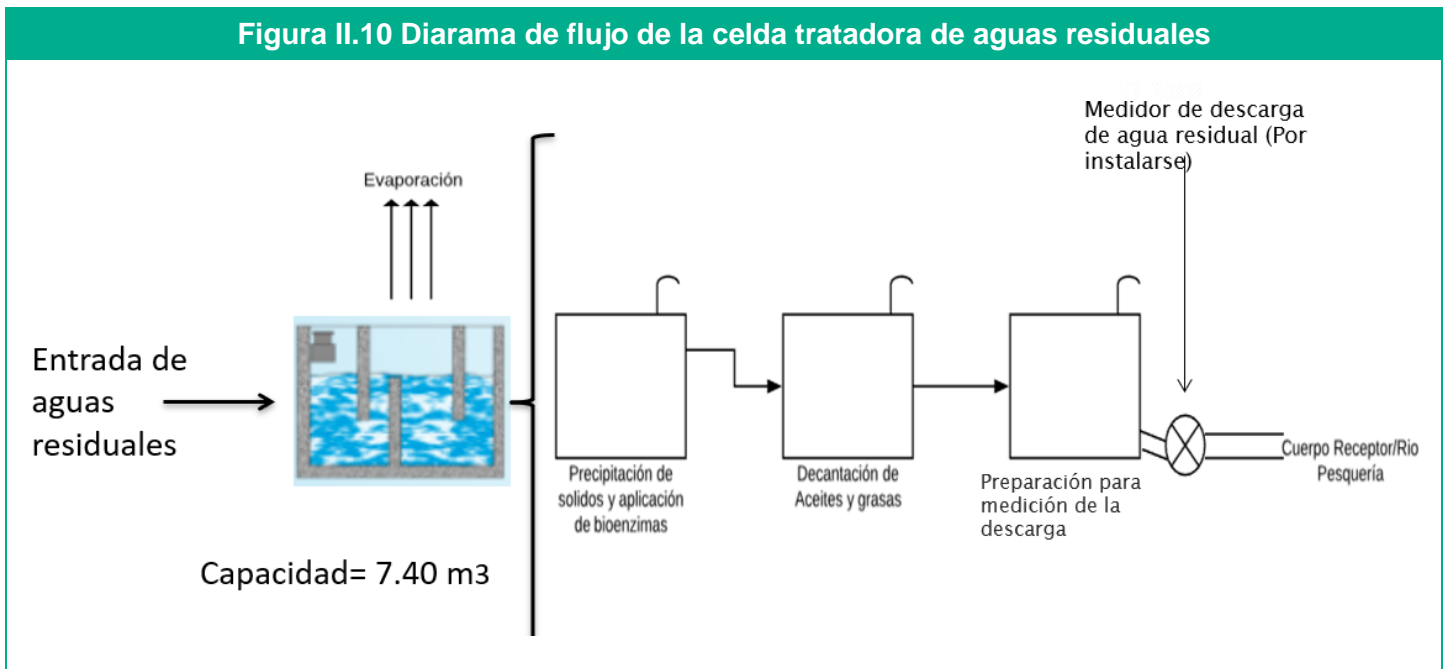 Figura II.10 Diarama de flujo de la celda tratadora de aguas residuales
Medidor de descarga
de agua residual (Por
instalarse)
Evaporación
Entrada de
aguas
residuales
Precipitación de
solidos y aplicación
de bioenzimas
Decantación de
Aceites y grasas
Preparación para
medición de la
descarga
Cuerpo Receptor/Rio
Pesquería
Capacidad= 7.40 m3